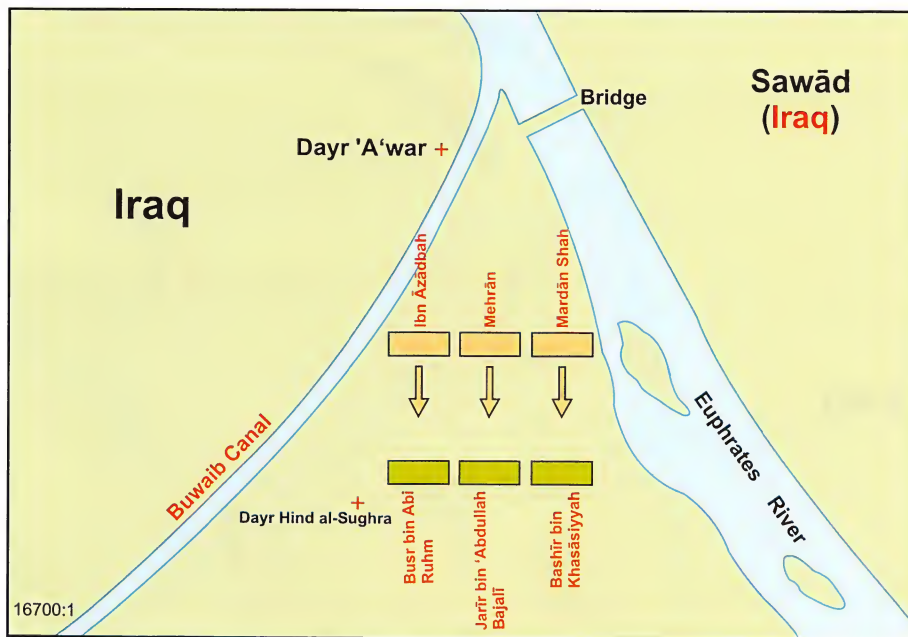 Sawād
(Iraq)
Bridge
Dayr 'A‘war
Iraq
Ibn Āzādbah
Mehrān
Mardān Shah
Euphrates
River
Buwaib Canal
Dayr Hind al-Sughra
Busr bin Abi
Ruhm
Jarīr bin ‘Abdullah
Bajalī
Bashīr bin
Khasāsiyyah
16700:1